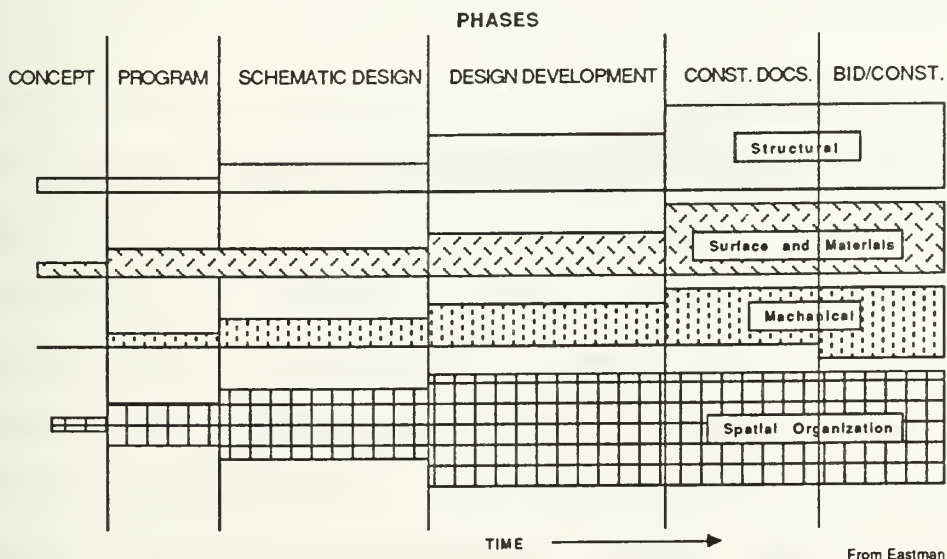 PHASES
CONCEPT PROGRAM SCHEMATIC DESIGN DESIGN DEVELOPMENT CONST. DOCS. BID/CONST.
Structural
Surface and Materials
Machanical
Spatial Organization
TIME
From Eastman